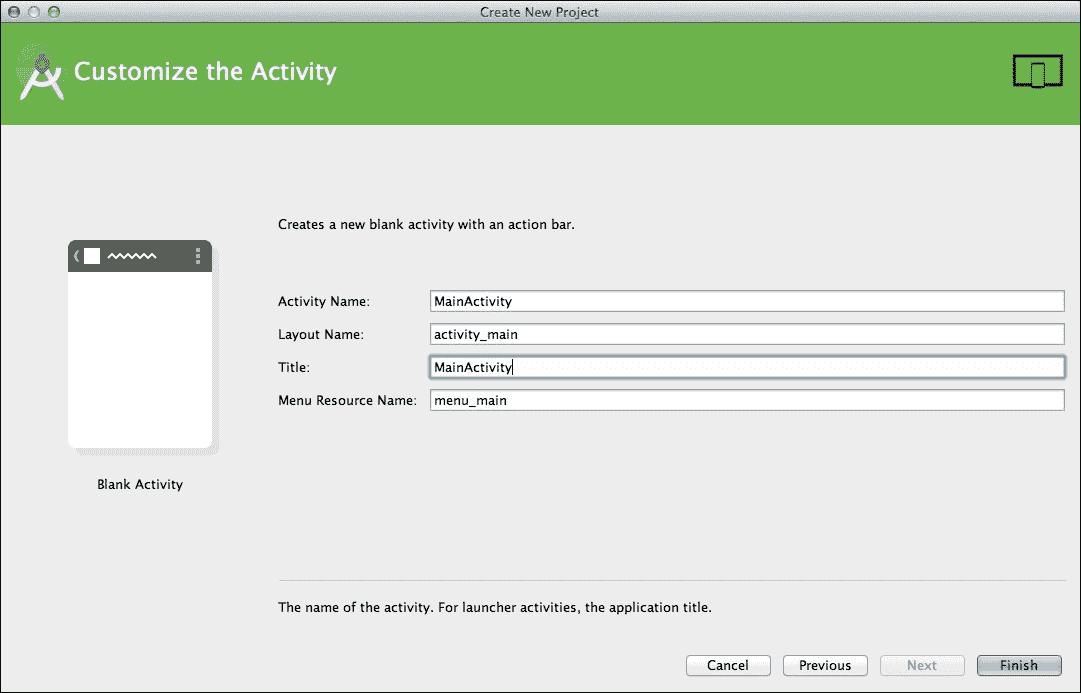 Create New Project
Customize the Activity
Creates a new blank activity with an action bar.
Activity Name: MainActivity
Layout Name: activity_main
Title: MainActivity
Menu Resource Name: menu_main
Blank Activity
The name of the activity. For launcher activities, the application title.
Cancel Previous Next Finish